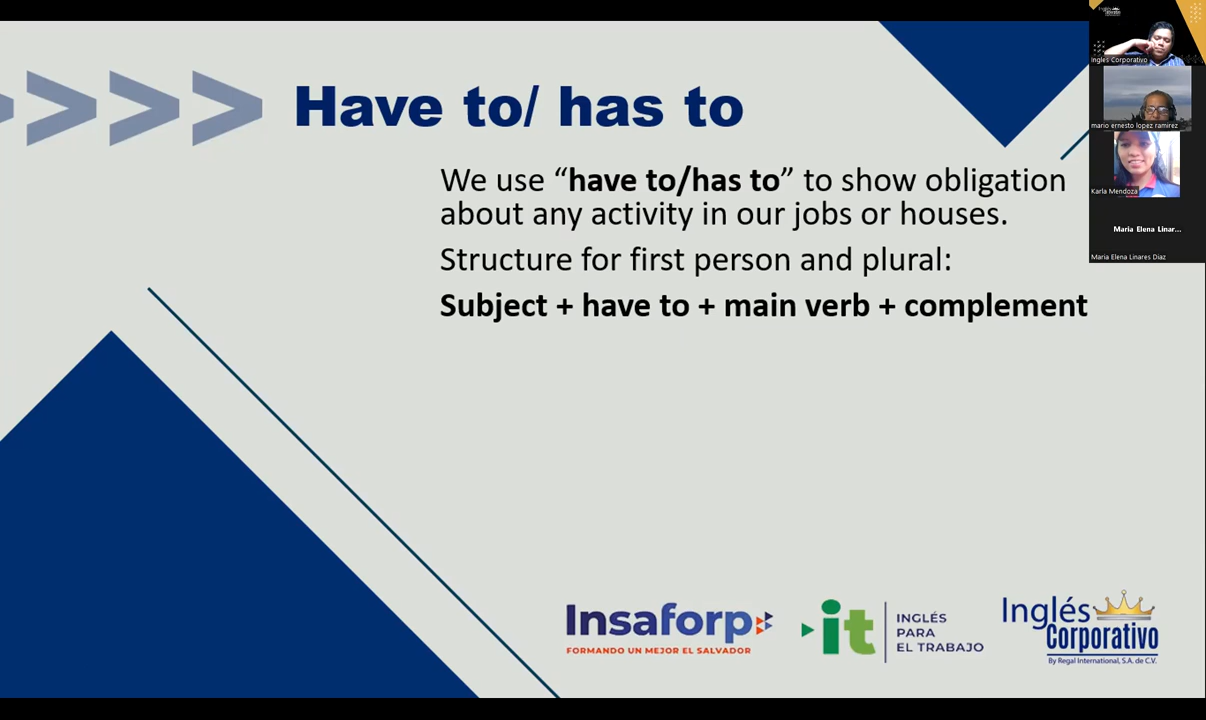 Have to/ has to
We use “have to/has to” to show obligation
about any activity in our jobs or houses.
Structure for first person and plural:
Subject + have to + main verb + complement
Insaforp
FORMANDO UN MEJOR EL SALVADOR
it
INGLÉS
PARA
EL TRABAJO
Inglés
Corporativo
By Regal International, S.A. de C.V.
Ingles Corporativo
mario ernesto lopez ramirez
Karla Mendoza
Maria Elena Linar...
Maria Elena Linares Diaz